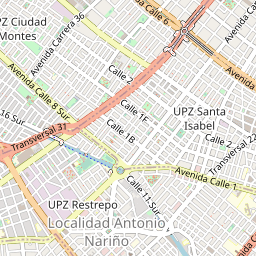 UPZ Ciudad
Montes
Avenida Carrera 36
Avenida Calle 6
Calle 2
Avenida Calle 8 Sur
16 Sur
Calle 1F
UPZ Santa
Isabel
Transversal 31
Calle 1B
Calle 2
Transversal 22
Avenida Calle 1
Calle 11 Sur
UPZ Restrepo
Localidad Antonio
Nariño